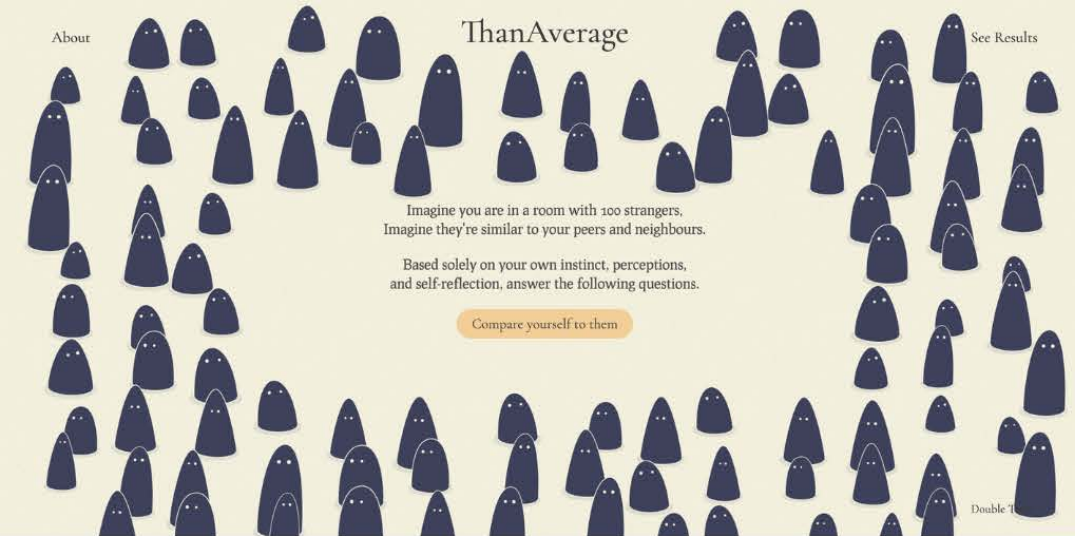 About
ThanAverage
See Results
Imagine you are in a room with 100 strangers,
Imagine they're similar to your peers and neighbours.
Based solely on your own instinct, perceptions,
and self-reflection, answer the following questions.
Compare yourself to them
Double